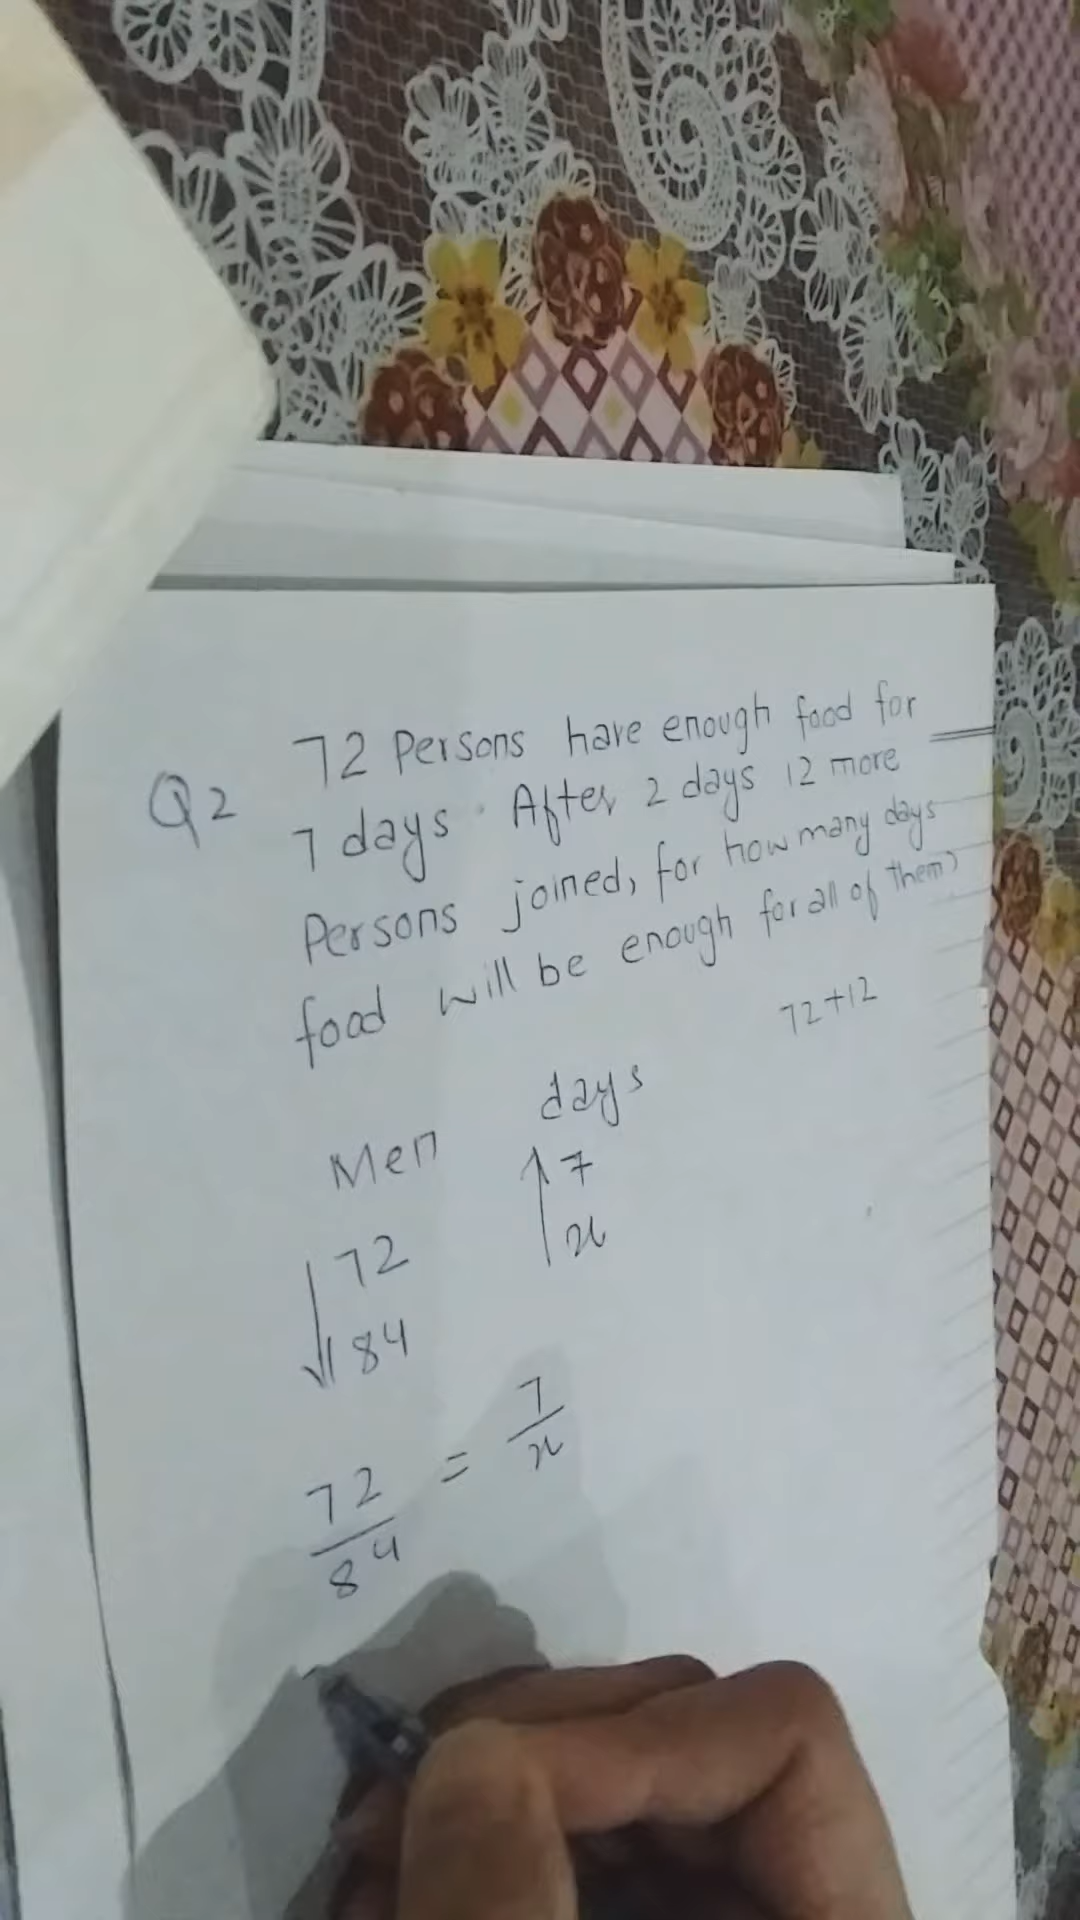 Q2 72 Persons have enough food for
7 days. After 2 days 12 more
Persons joined, for how many days
food will be enough for all of them?
72+12
Men days
72 7
84 x
72/84 = 7/x